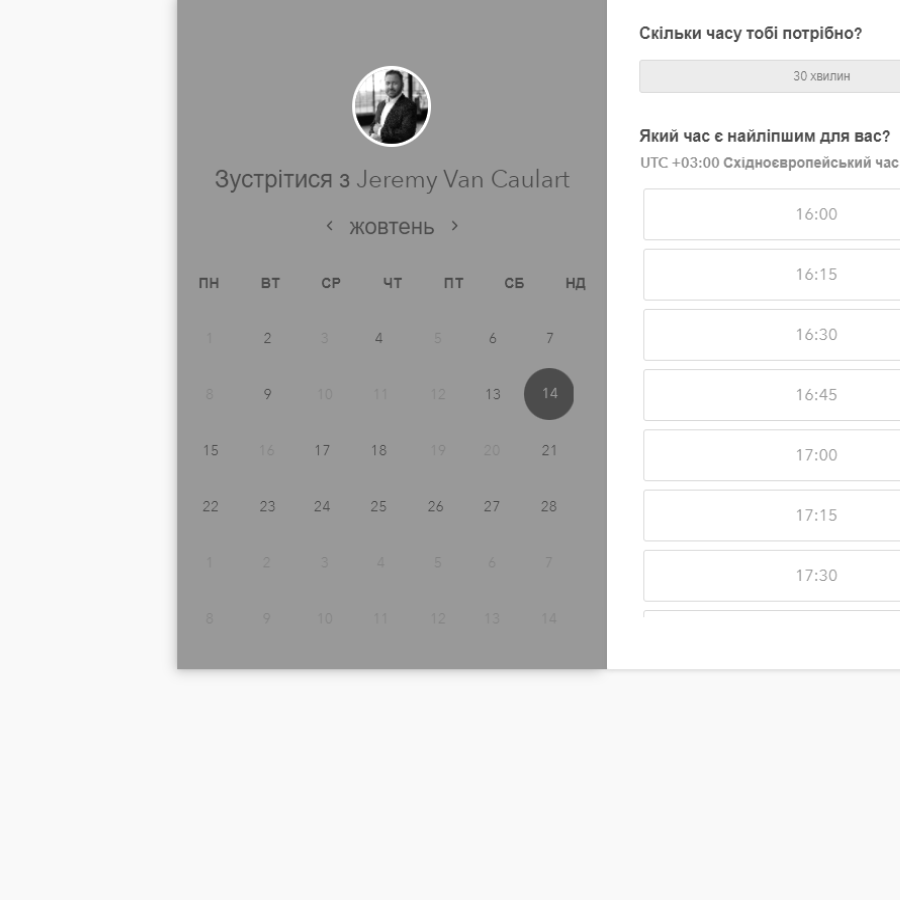 Зустрітися з Jeremy Van Caulart
жовтень
ПН ВТ СР ЧТ ПТ СБ НД
1 2 3 4 5 6 7
8 9 10 11 12 13 14
15 16 17 18 19 20 21
22 23 24 25 26 27 28
1 2 3 4 5 6 7
8 9 10 11 12 13 14
Скільки часу тобі потрібно?
30 хвилин
Який час є найліпшим для вас?
UTC +03:00 Східноєвропейський час
16:00
16:15
16:30
16:45
17:00
17:15
17:30